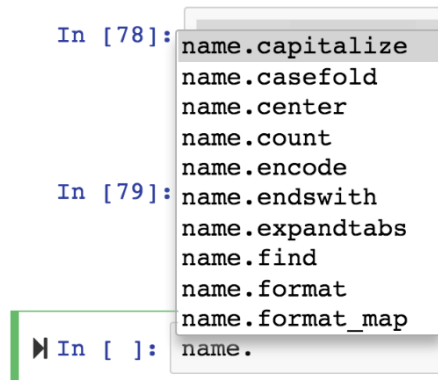 In [78]:
name.capitalize
name.casefold
name.center
name.count
name.encode
In [79]:
name.endswith
name.expandtabs
name.find
name.format
name.format_map
In [ ]: name.